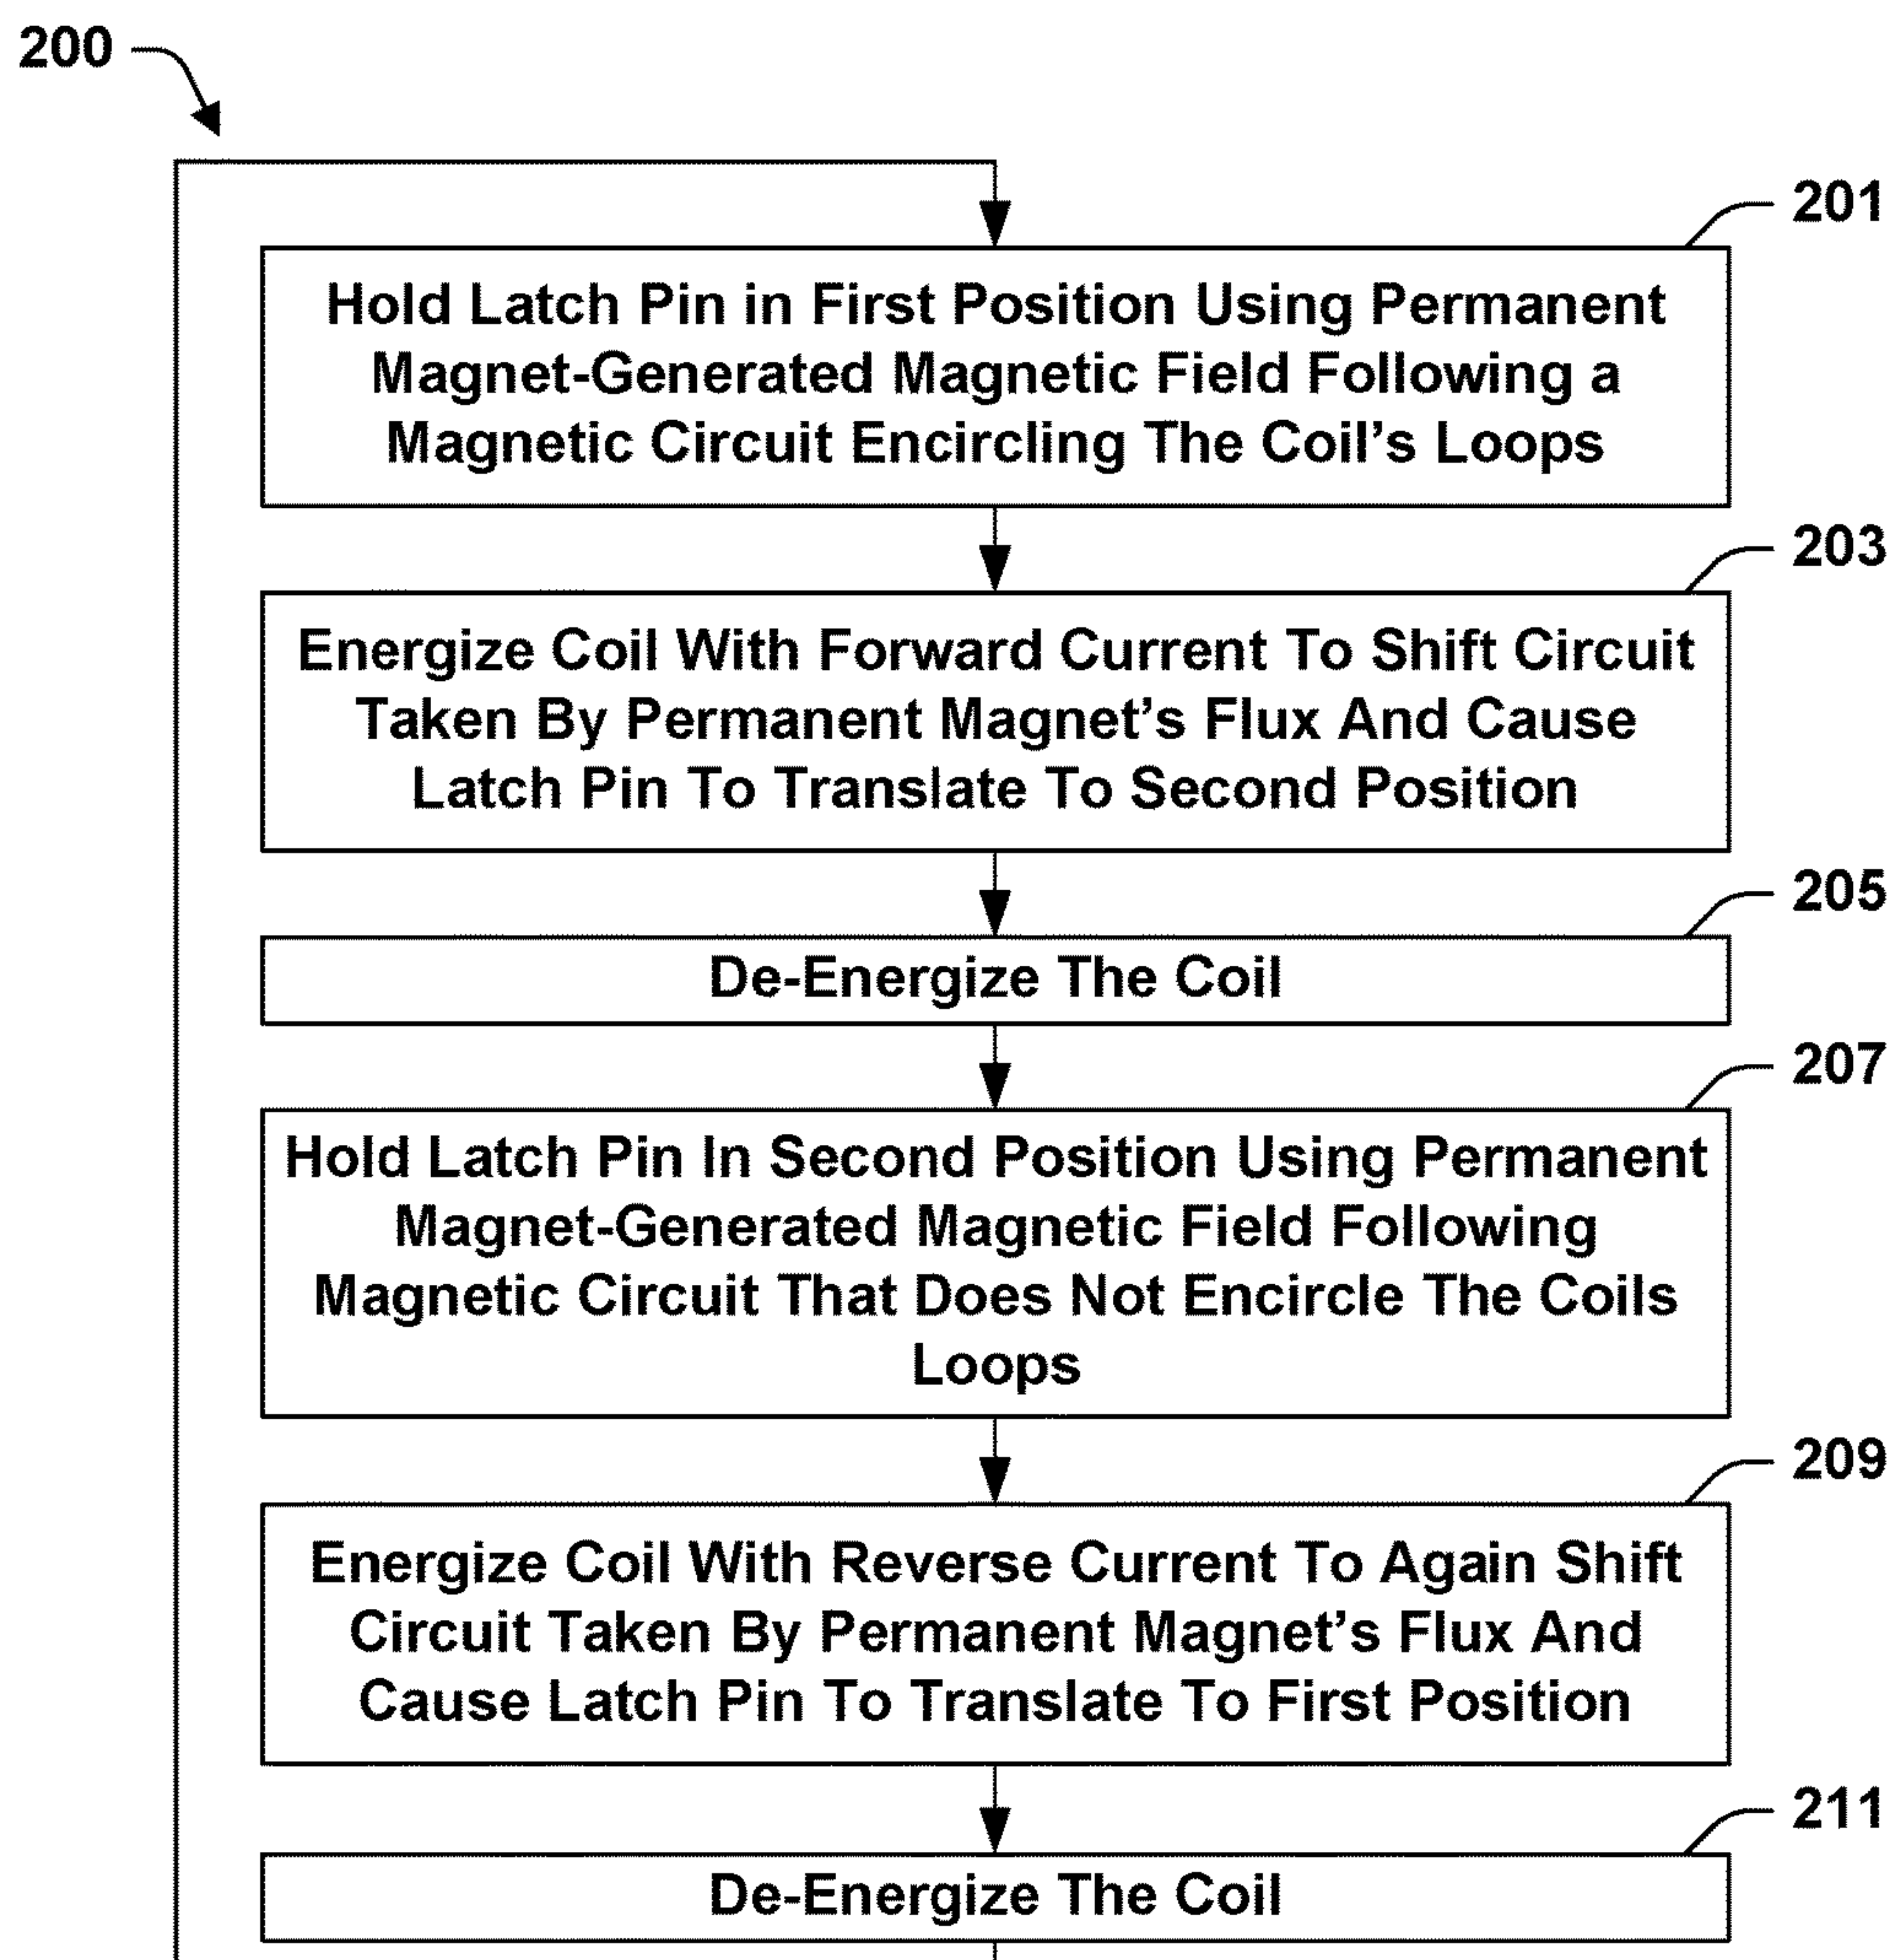 200
201
Hold Latch Pin in First Position Using Permanent
Magnet-Generated Magnetic Field Following a
Magnetic Circuit Encircling The Coil's Loops
203
Energize Coil With Forward Current To Shift Circuit
Taken By Permanent Magnet's Flux And Cause
Latch Pin To Translate To Second Position
205
De-Energize The Coil
207
Hold Latch Pin In Second Position Using Permanent
Magnet-Generated Magnetic Field Following
Magnetic Circuit That Does Not Encircle The Coils
Loops
209
Energize Coil With Reverse Current To Again Shift
Circuit Taken By Permanent Magnet's Flux And
Cause Latch Pin To Translate To First Position
211
De-Energize The Coil